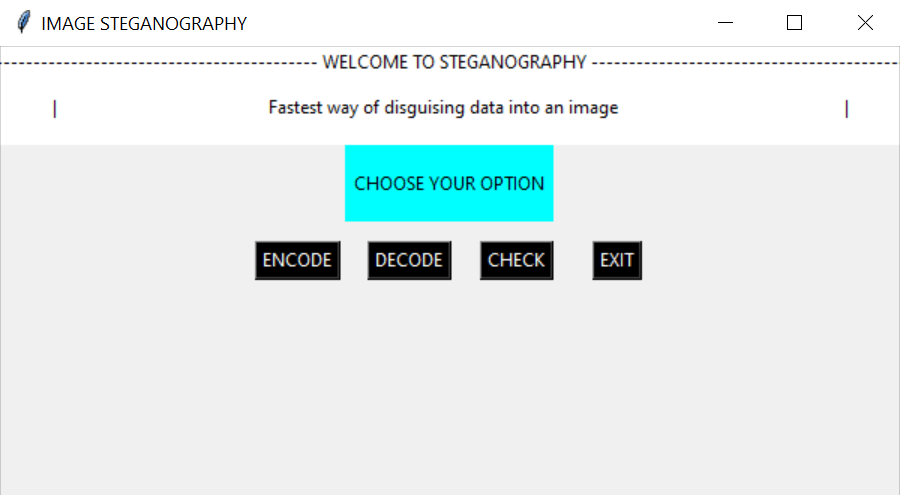 IMAGE STEGANOGRAPHY
---------------------------------------- WELCOME TO STEGANOGRAPHY ----------------------------------------
| Fastest way of disguising data into an image |
CHOOSE YOUR OPTION
ENCODE DECODE CHECK EXIT